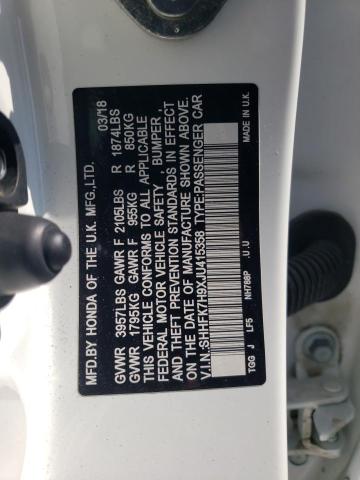 MFD.BY HONDA OF THE U.K. MFG.,LTD. 03/18
GVWR 3957LBS GAWR F 2105LBS R 1874LBS
GVWR 1795KG GAWR F 955KG R 850KG
THIS VEHICLE CONFORMS TO ALL APPLICABLE
FEDERAL MOTOR VEHICLE SAFETY , BUMPER ,
AND THEFT PREVENTION STANDARDS IN EFFECT
ON THE DATE OF MANUFACTURE SHOWN ABOVE.
V.I.N.:SHHFK7H9XJU415358 TYPE:PASSENGER CAR
TGG J LF5 NH788P J.U
MADE IN U.K.